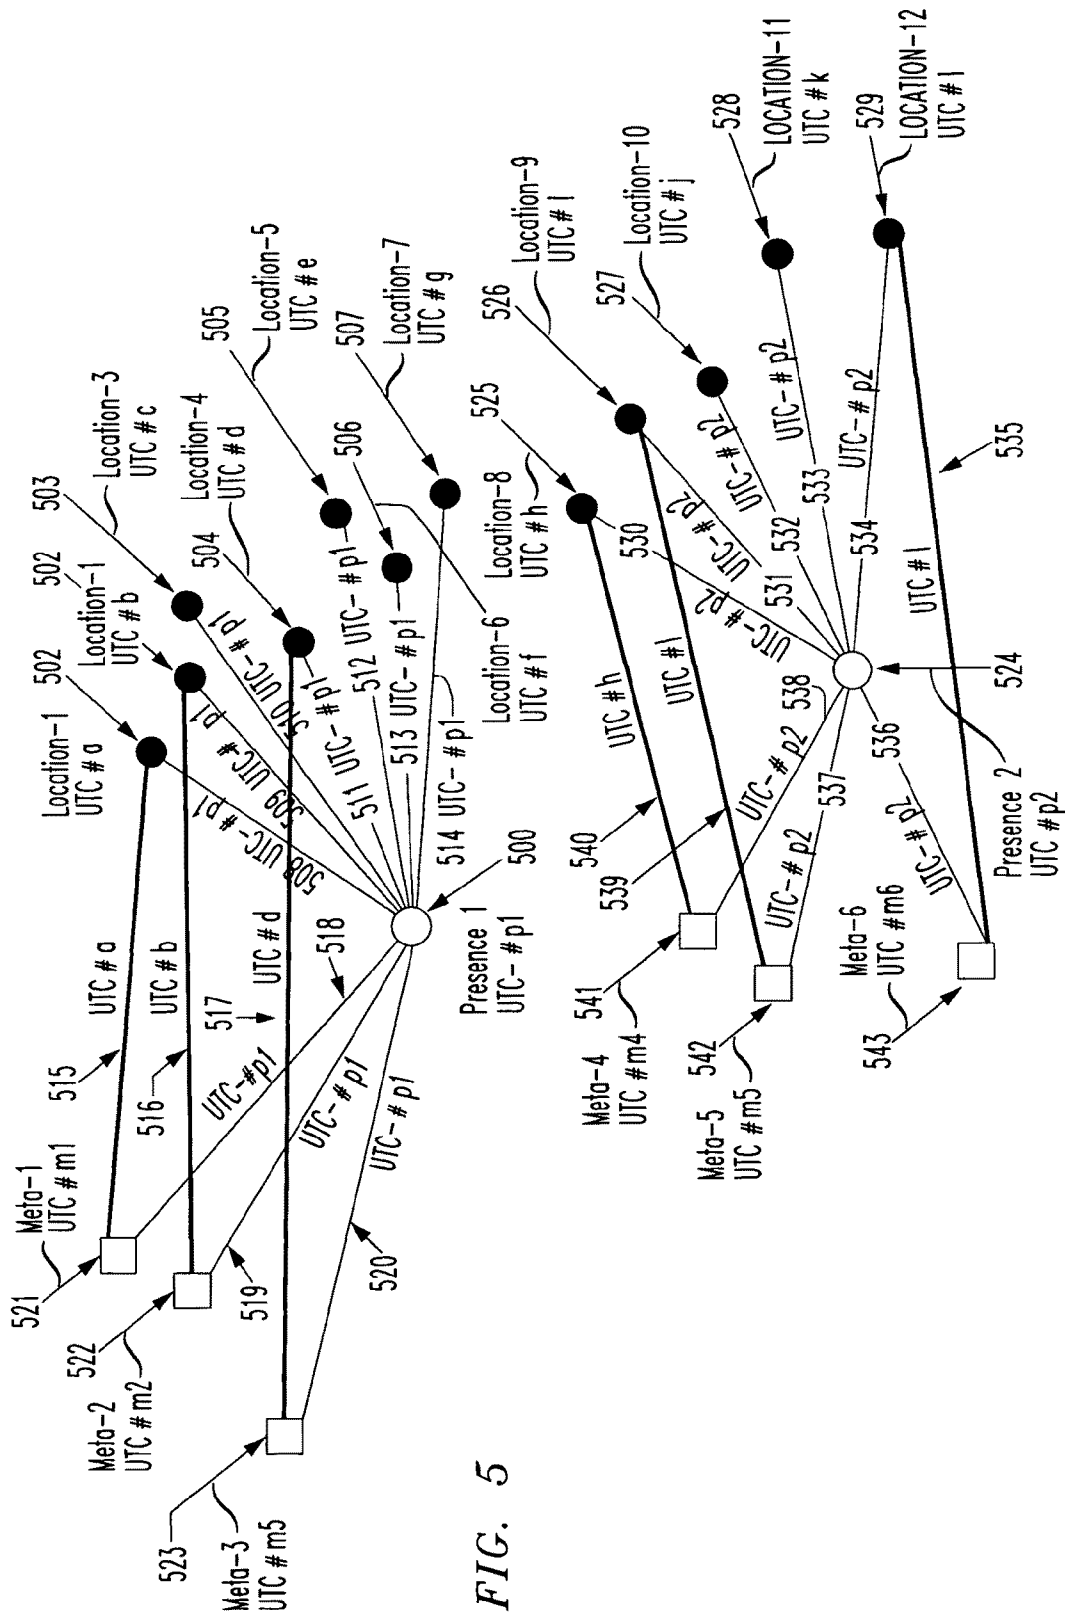 521
Meta-1
UTC # m1
515
UTC # a
Location-1
UTC # a
502
Location-1
UTC # b
502
503
Location-3
UTC # c
522
Meta-2
UTC # m2
516
UTC # b
Location-4
UTC # d
504
505
Location-5
UTC # e
523
Meta-3
UTC # m5
517
UTC # d
518
519
520
UTC-# p1
UTC-# p1
UTC-# p1
508 UTC-# p1
509 UTC-# p1
510 UTC-# p1
511 UTC-# p1
512 UTC-# p1
513 UTC-# p1
514 UTC-# p1
506
Location-6
UTC # f
507
Location-7
UTC # g
500
Presence 1
UTC-# p1
FIG. 5
Location-8
UTC # h
525
526
Location-9
UTC # I
527
Location-10
UTC # j
528
LOCATION-11
UTC # k
529
LOCATION-12
UTC # l
541
Meta-4
UTC # m4
540
UTC # h
539
UTC # I
542
Meta-5
UTC # m5
543
Meta-6
UTC # m6
530
UTC-# p2
531
UTC-# p2
532
UTC-# p2
533
UTC-# p2
534
UTC-# p2
UTC # l
535
UTC-# p2
538
UTC-# p2
537
UTC-# p2
536
524
Presence 2
UTC # p2